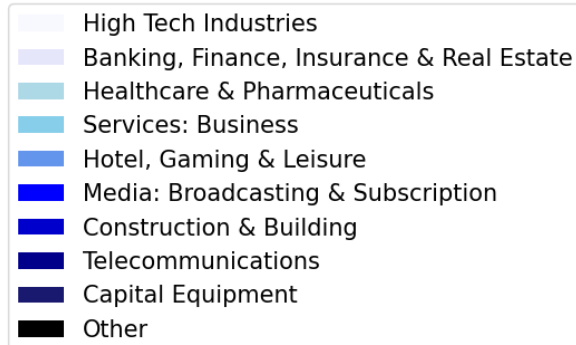 High Tech Industries
Banking, Finance, Insurance & Real Estate
Healthcare & Pharmaceuticals
Services: Business
Hotel, Gaming & Leisure
Media: Broadcasting & Subscription
Construction & Building
Telecommunications
Capital Equipment
Other